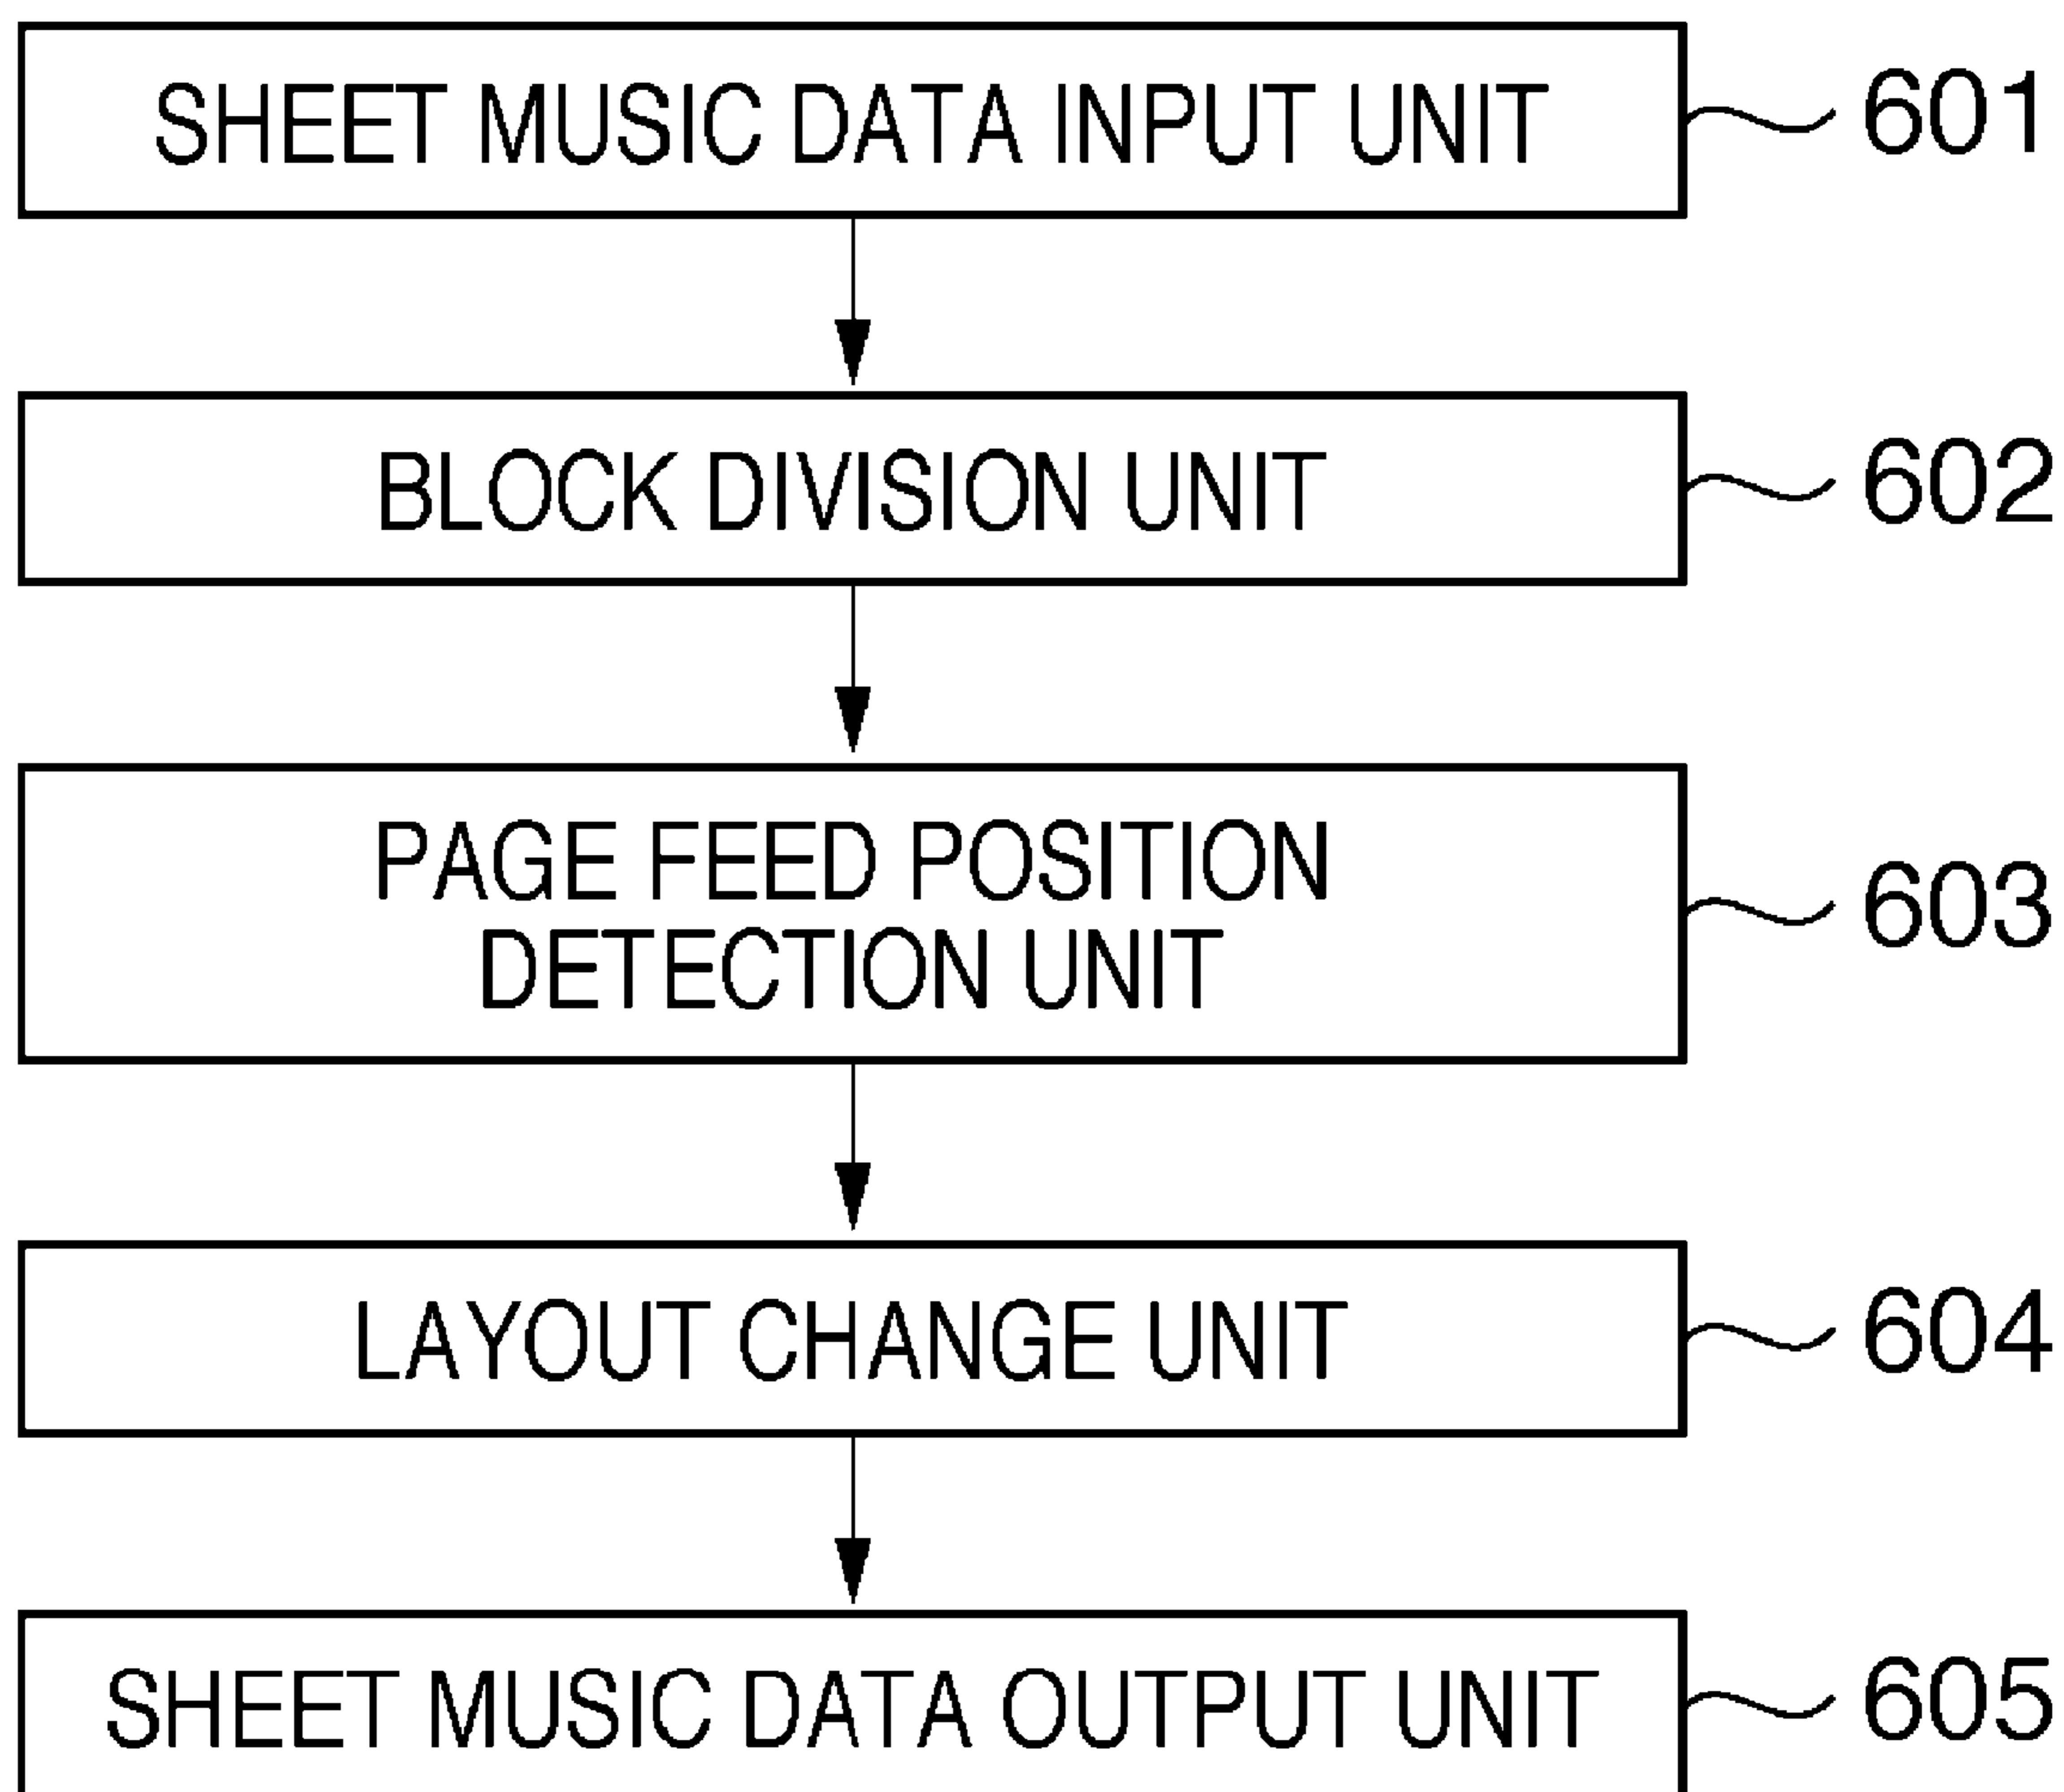 SHEET MUSIC DATA INPUT UNIT 601
BLOCK DIVISION UNIT 602
PAGE FEED POSITION
DETECTION UNIT 603
LAYOUT CHANGE UNIT 604
SHEET MUSIC DATA OUTPUT UNIT 605